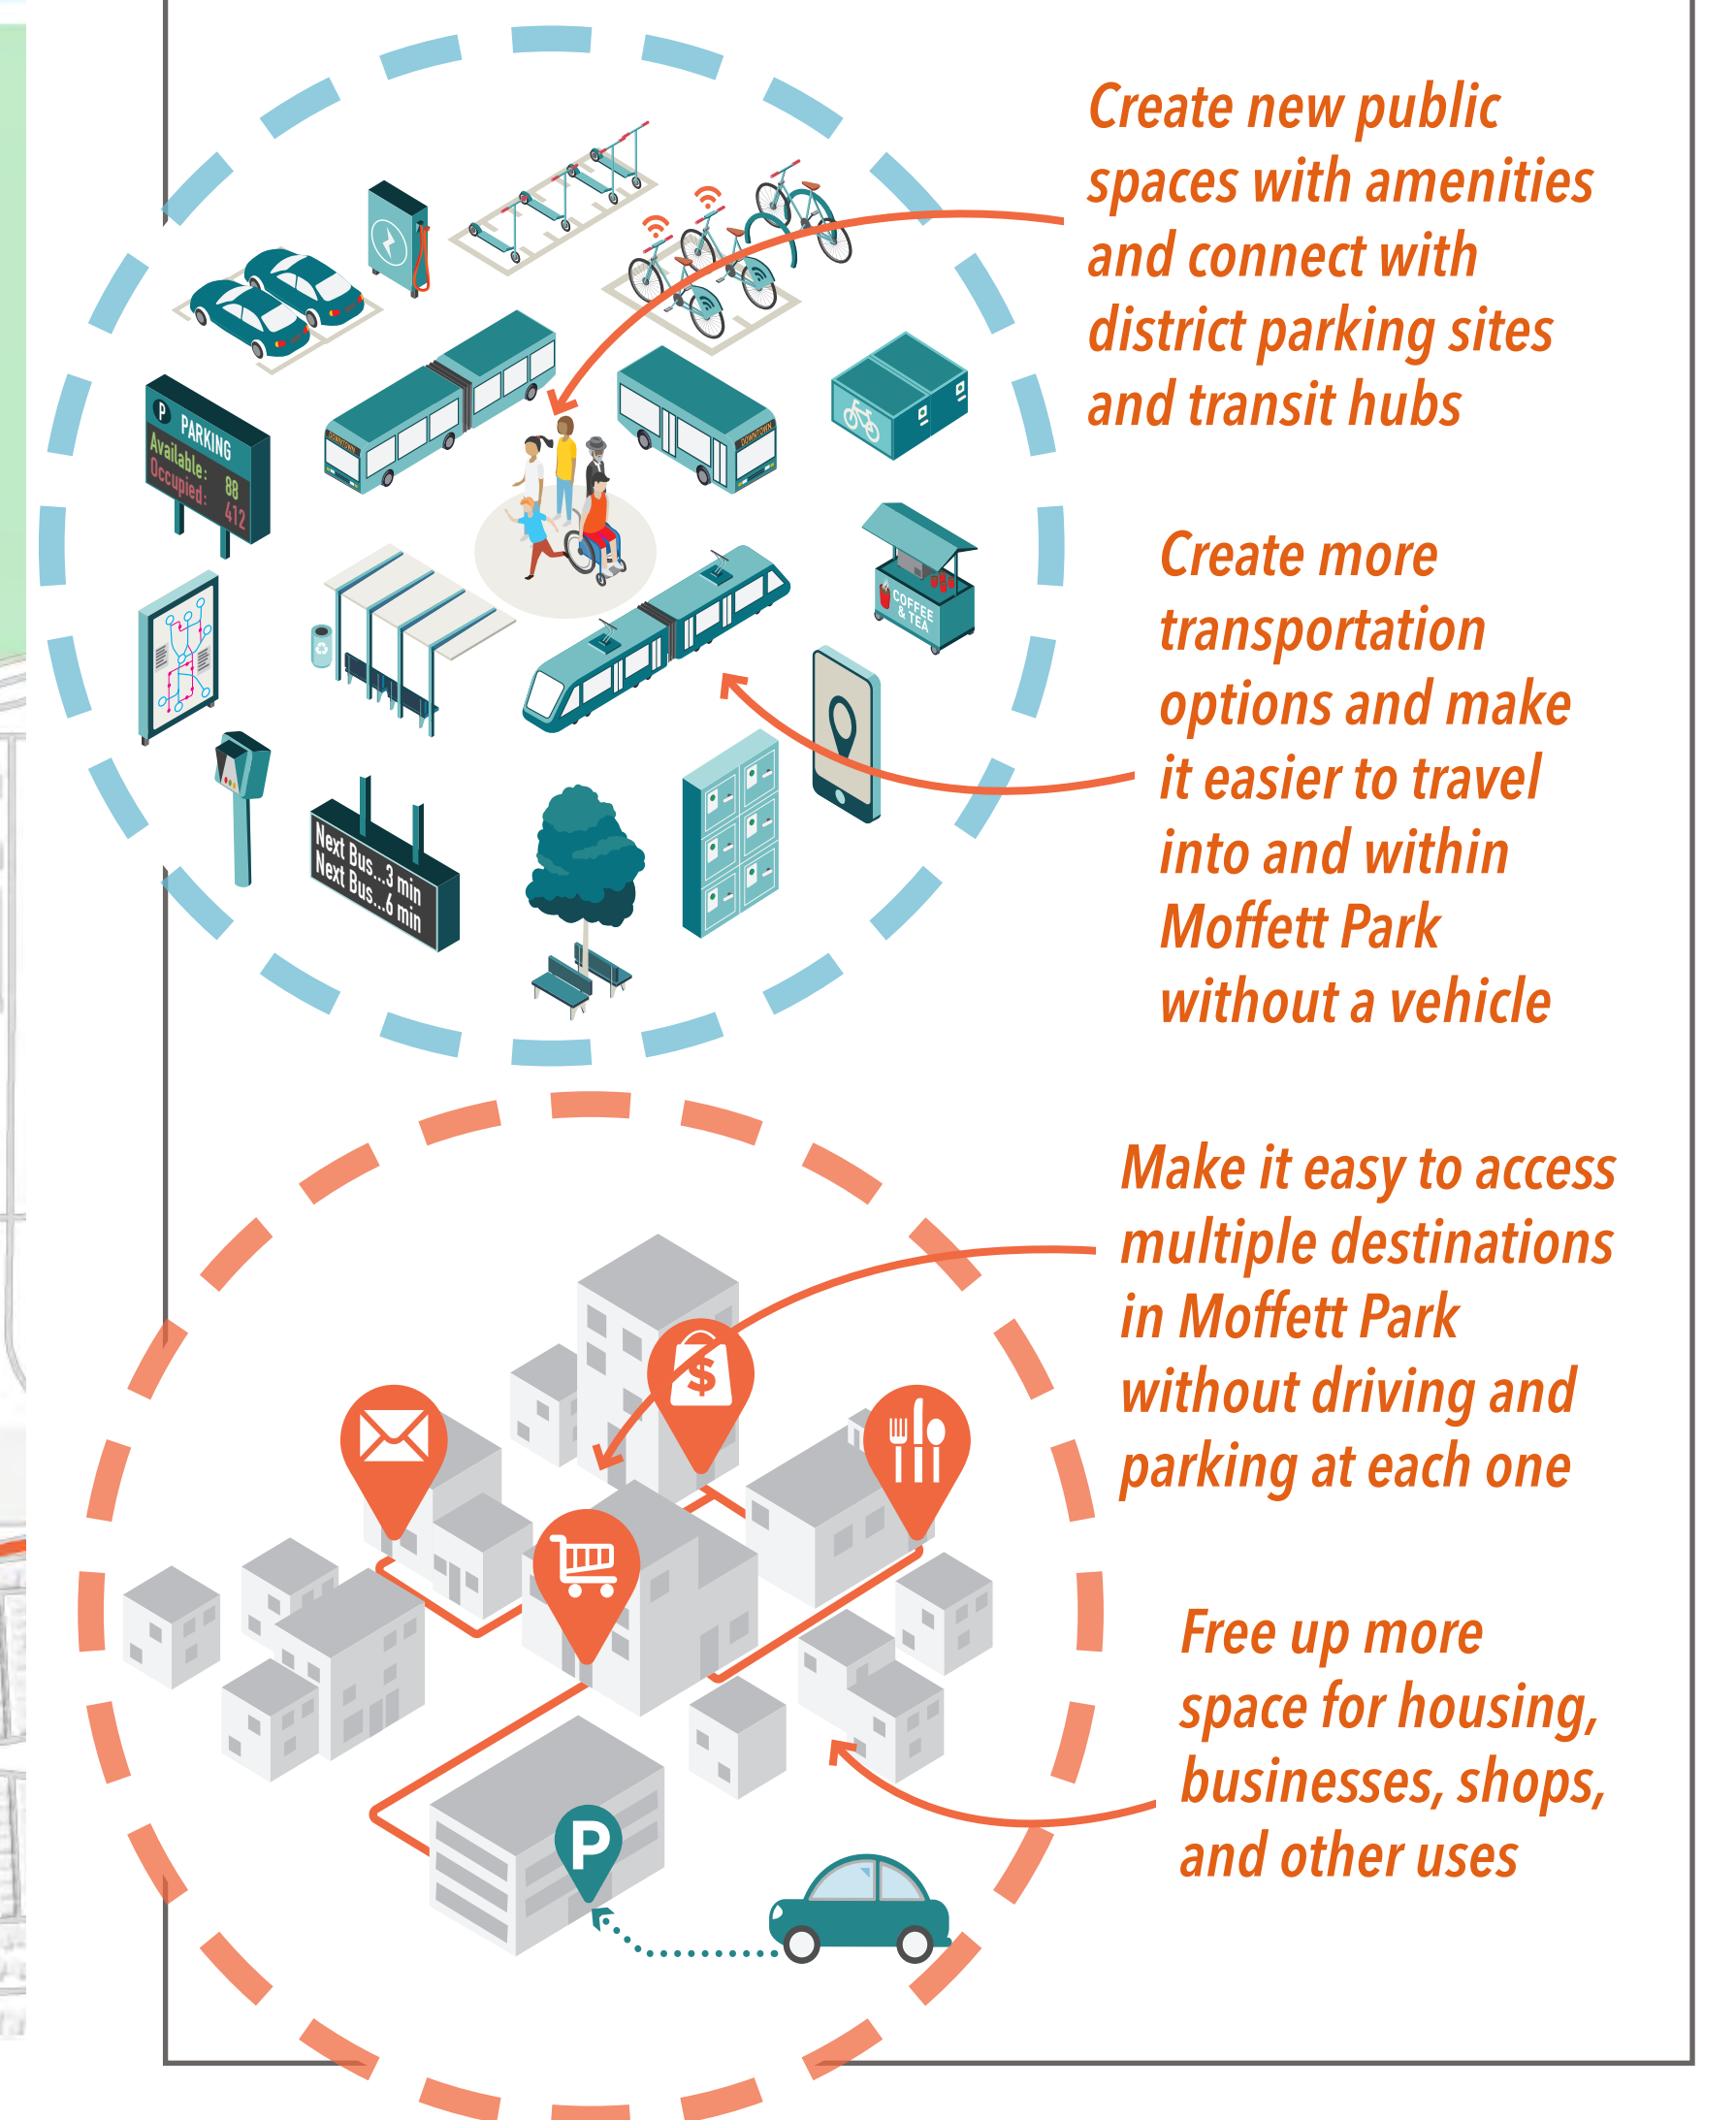 Create new public
spaces with amenities
and connect with
district parking sites
and transit hubs
P PARKING
Available: 88
Occupied: 412
DOWNTOWN
DOWNTOWN
COFFEE
& TEA
Create more
transportation
options and make
it easier to travel
into and within
Moffett Park
without a vehicle
Next Bus...3 min
Next Bus...6 min
Make it easy to access
multiple destinations
in Moffett Park
without driving and
parking at each one
$
Free up more
space for housing,
businesses, shops,
and other uses
P